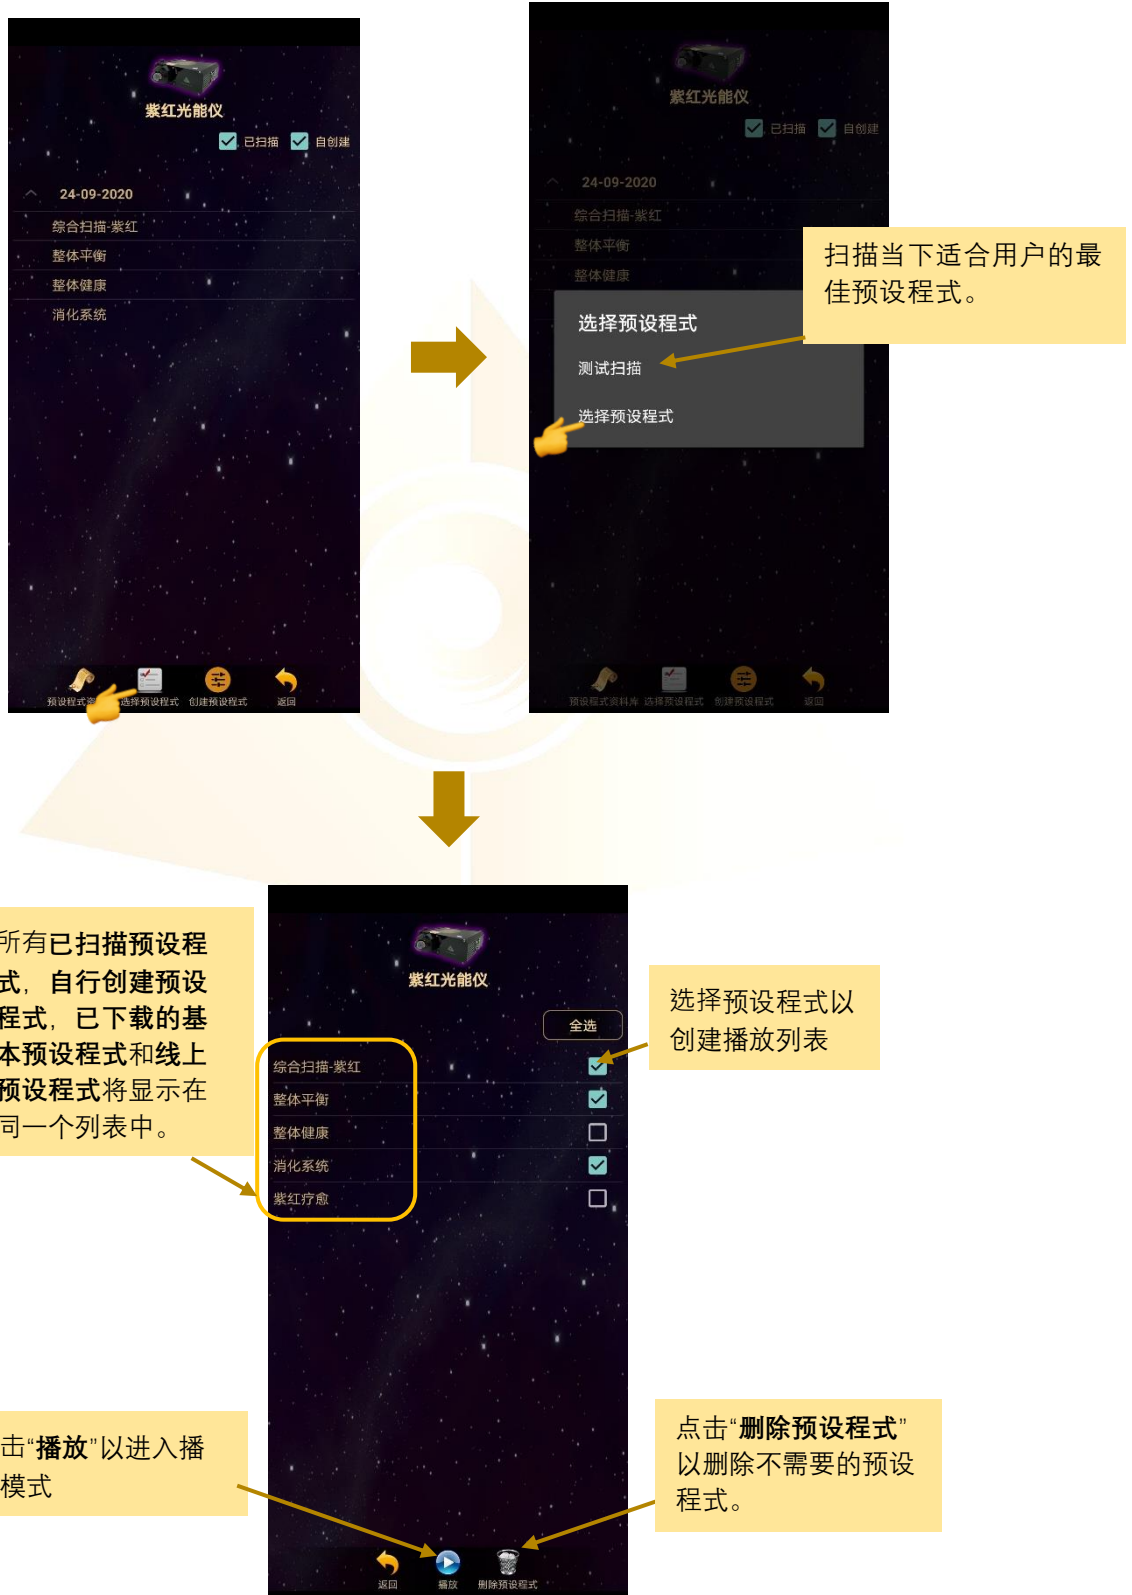 紫红光能仪
已扫描 自创建
24-09-2020
综合扫描-紫红
整体平衡
整体健康
消化系统
预设程式资 选择预设程式 创建预设程式 返回
紫红光能仪
已扫描 自创建
24-09-2020
综合扫描-紫红
整体平衡
整体健康
选择预设程式
测试扫描
选择预设程式
预设程式资料库 选择预设程式 创建预设程式 返回
扫描当下适合用户的最
佳预设程式。
所有已扫描预设程
式，自行创建预设
程式，已下载的基
本预设程式和线上
预设程式将显示在
同一个列表中。
紫红光能仪
全选
综合扫描-紫红
整体平衡
整体健康
消化系统
紫红疗愈
选择预设程式以
创建播放列表
击“播放”以进入播
模式
点击“删除预设程式”
以删除不需要的预设
程式。
返回 播放 删除预设程式